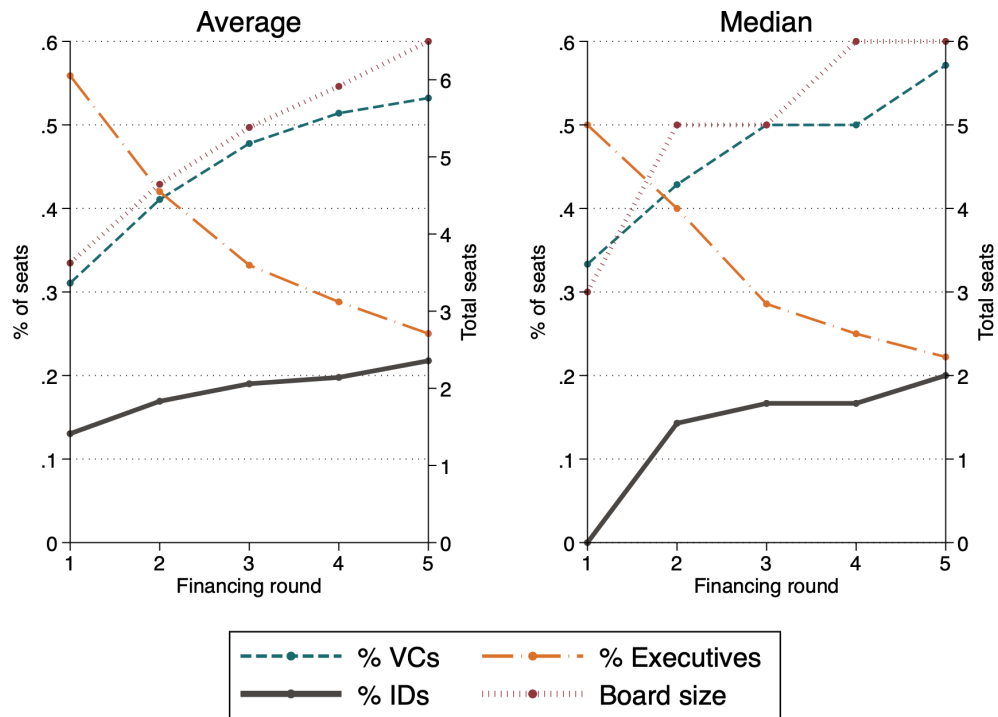 Average
.6
.5
.4
.3
.2
.1
0
% of seats
6
5
4
3
2
1
0
Total seats
1 2 3 4 5
Financing round
Median
.6
.5
.4
.3
.2
.1
0
% of seats
6
5
4
3
2
1
0
Total seats
1 2 3 4 5
Financing round
% VCs % Executives
% IDs Board size